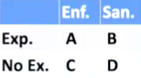 Enf. San.
Exp. A B
No Ex. C D